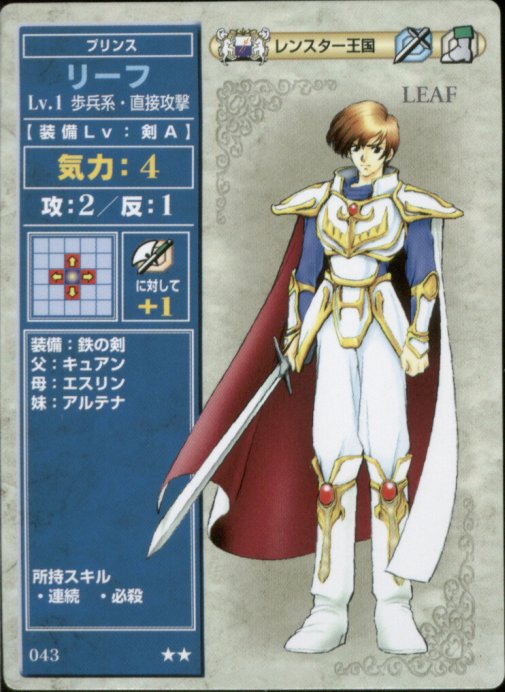 プリンス
リーフ
Lv.1 歩兵系・直接攻撃
【装備Lv：剣A】
気力：4
攻：2／反：1
に対して
+1
装備：鉄の剣
父：キュアン
母：エスリン
妹：アルテナ
所持スキル
・連続 ・必殺
043 ★★
レンスター王国
LEAF